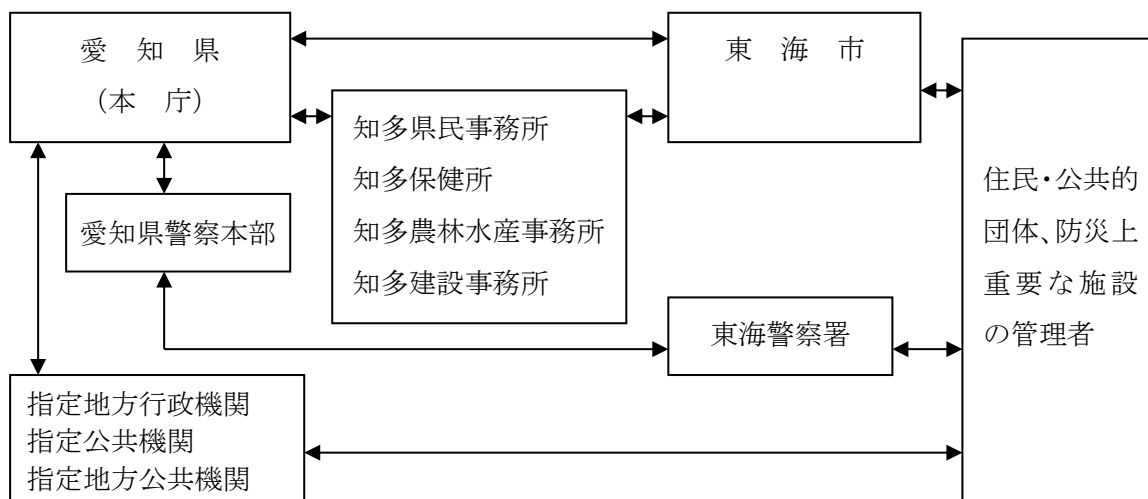 愛 知 県
（本 庁）
東 海 市
知多県民事務所
知多保健所
知多農林水産事務所
知多建設事務所
愛知県警察本部
東海警察署
住民・公共的
団体、防災上
重要な施設
の管理者
指定地方行政機関
指定公共機関
指定地方公共機関